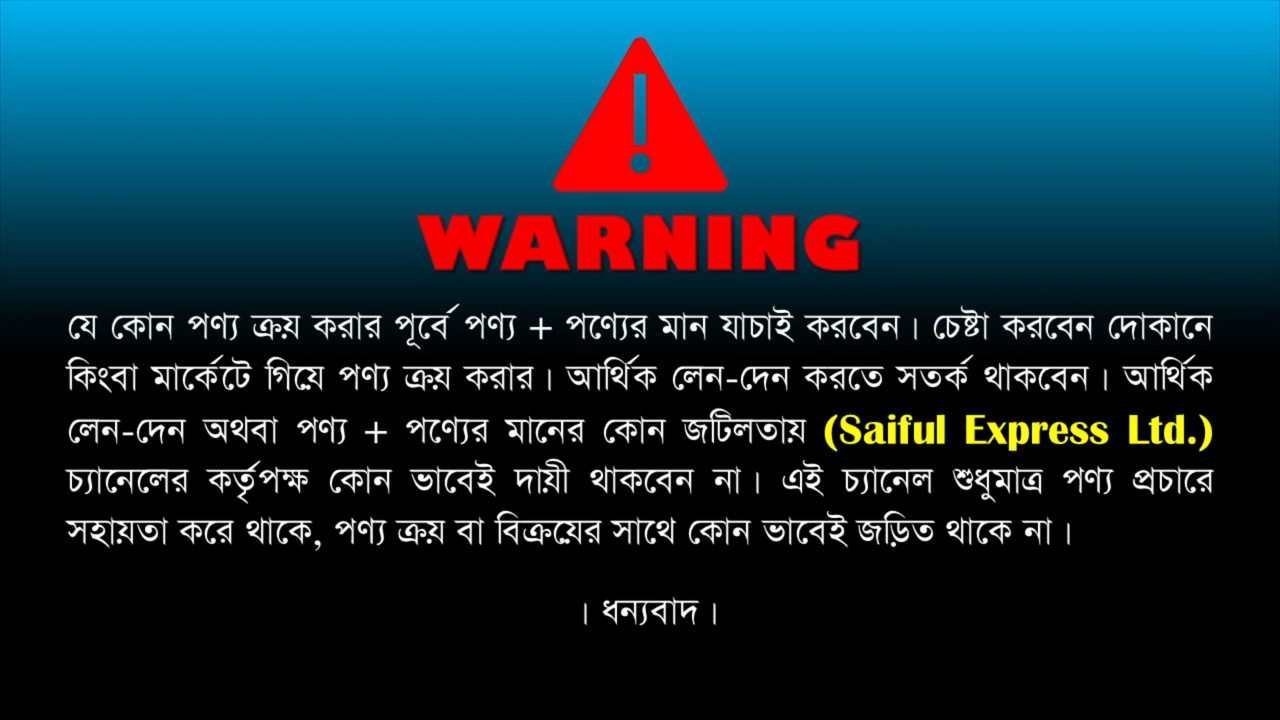 WARNING
যে কোন পণ্য ক্রয় করার পূর্বে পণ্য + পণ্যের মান যাচাই করবেন। চেষ্টা করবেন দোকানে
কিংবা মার্কেটে গিয়ে পণ্য ক্রয় করার। আর্থিক লেন-দেন করতে সতর্ক থাকবেন। আর্থিক
লেন-দেন অথবা পণ্য + পণ্যের মানের কোন জটিলতায় (Saiful Express Ltd.)
চ্যানেলের কর্তৃপক্ষ কোন ভাবেই দায়ী থাকবেন না। এই চ্যানেল শুধুমাত্র পণ্য প্রচারে
সহায়তা করে থাকে, পণ্য ক্রয় বা বিক্রয়ের সাথে কোন ভাবেই জড়িত থাকে না।
। ধন্যবাদ।